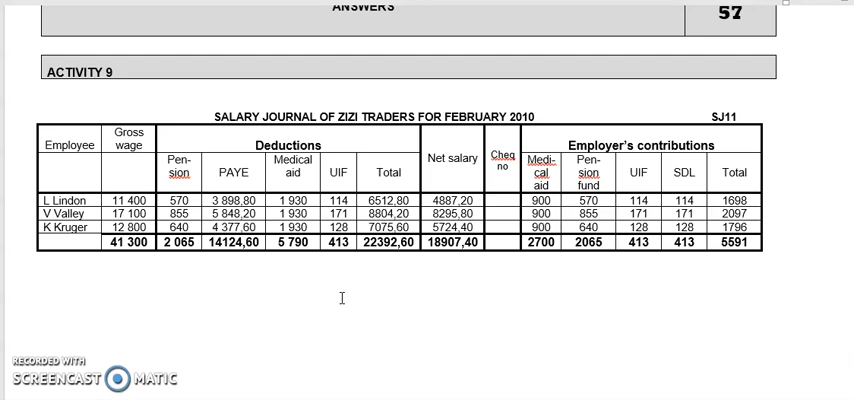 ANSWERS
57
ACTIVITY 9
SALARY JOURNAL OF ZIZI TRADERS FOR FEBRUARY 2010 SJ11
Employee Gross wage Deductions Net salary Cheq no Employer's contributions
Pen-sion PAYE Medical aid UIF Total Medi-cal aid Pen-sion fund UIF SDL Total
L Lindon 11 400 570 3 898,80 1 930 114 6512,80 4887,20 900 570 114 114 1698
V Valley 17 100 855 5 848,20 1 930 171 8804,20 8295,80 900 855 171 171 2097
K Kruger 12 800 640 4 377,60 1 930 128 7075,60 5724,40 900 640 128 128 1796
41 300 2 065 14124,60 5 790 413 22392,60 18907,40 2700 2065 413 413 5591
RECORDED WITH
SCREENCAST MATIC